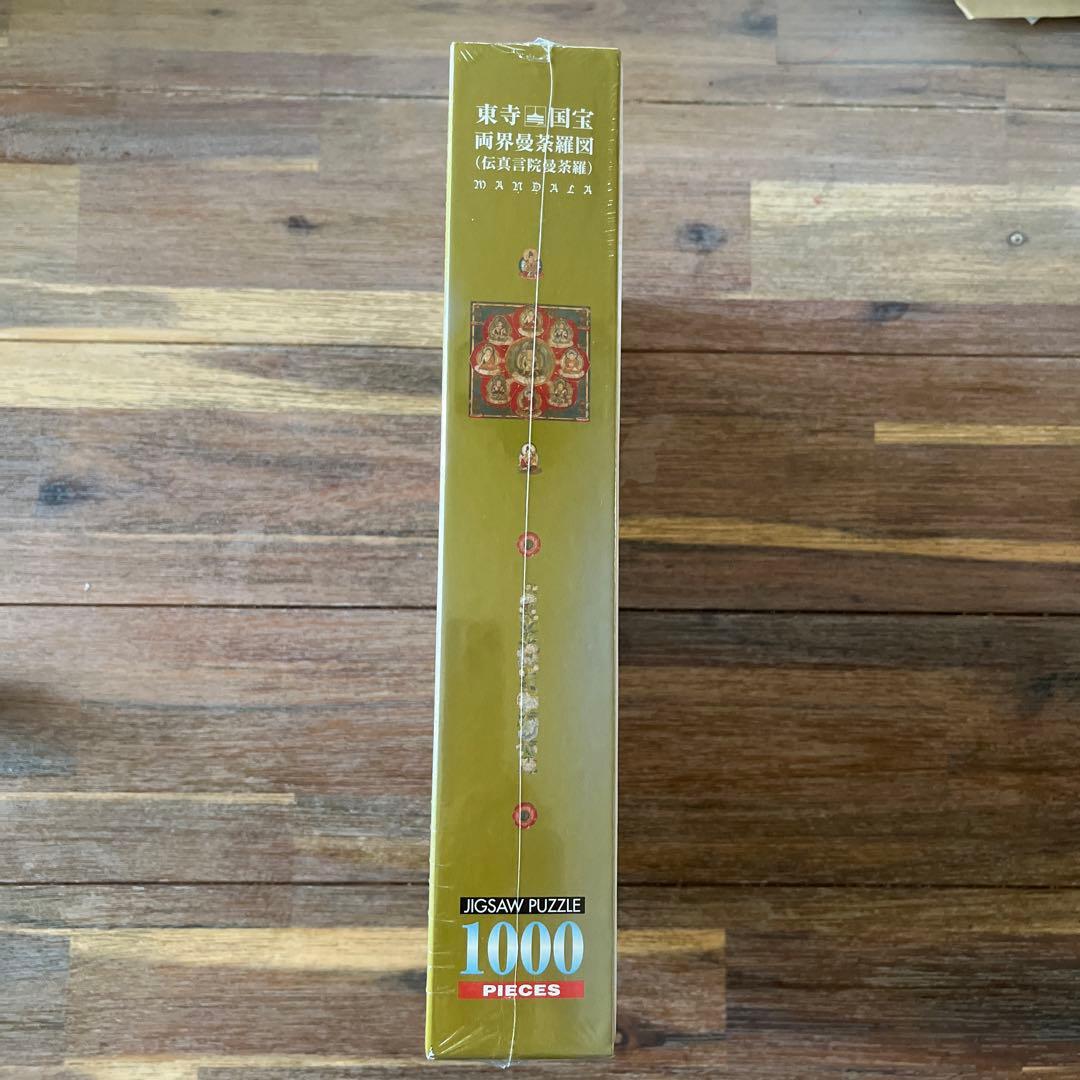 東寺 国宝
両界曼荼羅図
(伝真言院曼荼羅)
MANDALA
JIGSAW PUZZLE
1000
PIECES